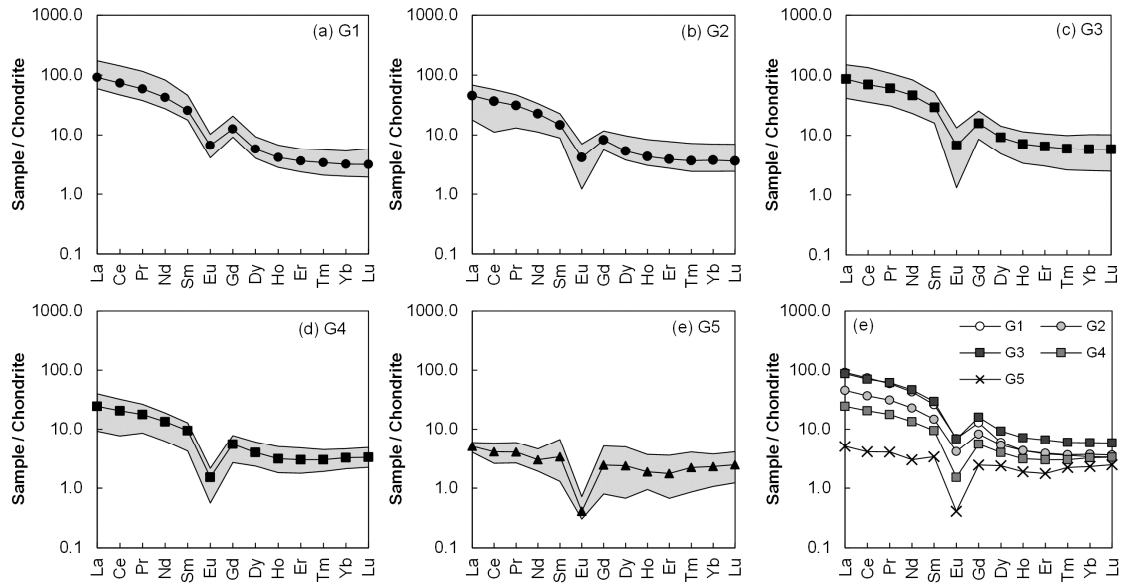 (a) G1
1000.0
100.0
10.0
1.0
0.1
Sample / Chondrite
La Ce Pr Nd Sm Eu Gd Dy Ho Er Tm Yb Lu
(b) G2
1000.0
100.0
10.0
1.0
0.1
Sample / Chondrite
La Ce Pr Nd Sm Eu Gd Dy Ho Er Tm Yb Lu
(c) G3
1000.0
100.0
10.0
1.0
0.1
Sample / Chondrite
La Ce Pr Nd Sm Eu Gd Dy Ho Er Tm Yb Lu
(d) G4
1000.0
100.0
10.0
1.0
0.1
Sample / Chondrite
La Ce Pr Nd Sm Eu Gd Dy Ho Er Tm Yb Lu
(e) G5
1000.0
100.0
10.0
1.0
0.1
Sample / Chondrite
La Ce Pr Nd Sm Eu Gd Dy Ho Er Tm Yb Lu
(e)
G1 G2
G3 G4
G5
1000.0
100.0
10.0
1.0
0.1
Sample / Chondrite
La Ce Pr Nd Sm Eu Gd Dy Ho Er Tm Yb Lu